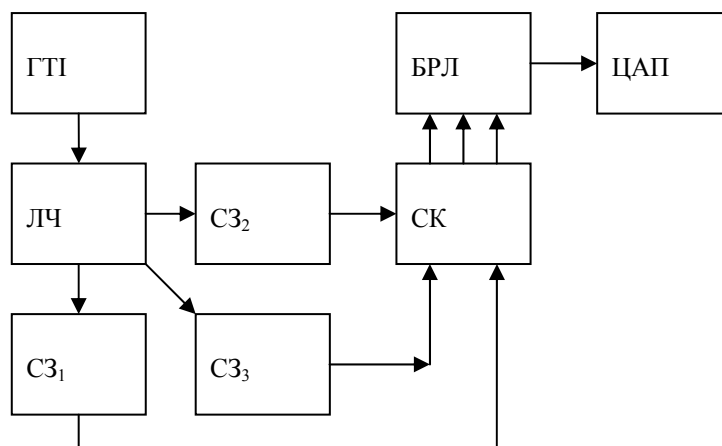 ГТІ
БРЛ
ЦАП
ЛЧ
СЗ₂
СК
СЗ₁
СЗ₃